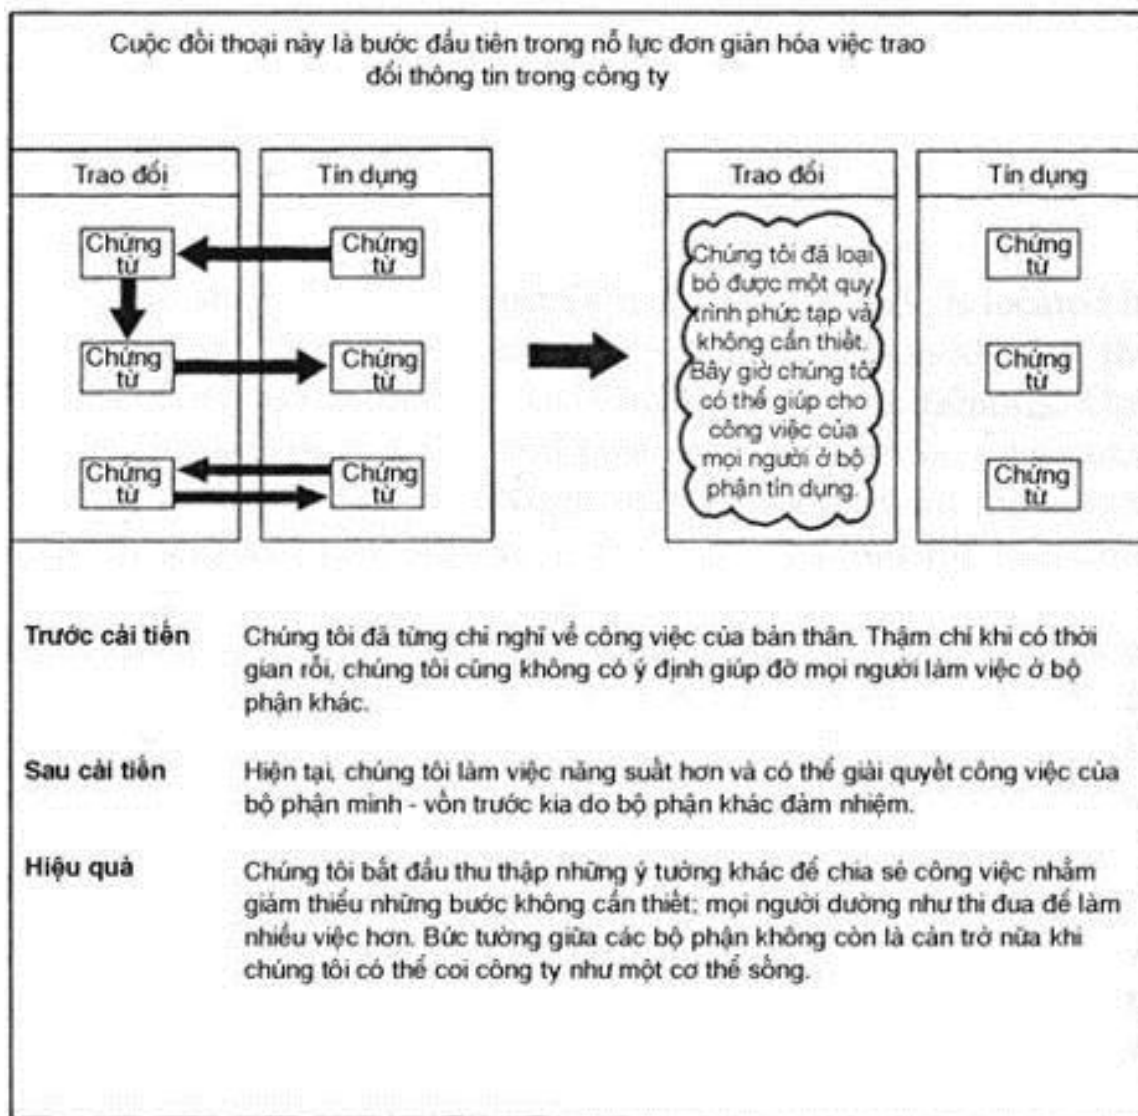 Cuộc đối thoại này là bước đầu tiên trong nỗ lực đơn giản hóa việc trao
đổi thông tin trong công ty
Trao đổi
Tín dụng
Chứng
từ
Chứng
từ
Chứng
từ
Chứng
từ
Chứng
từ
Chứng
từ
Trao đổi
Tín dụng
Chúng tôi đã loại
bỏ được một quy
trình phức tạp và
không cần thiết.
Bây giờ chúng tôi
có thể giúp cho
công việc của
mọi người ở bộ
phận tín dụng
Chứng
từ
Chứng
từ
Chứng
từ
Trước cải tiến
Chúng tôi đã từng chỉ nghĩ về công việc của bản thân. Thậm chí khi có thời
gian rỗi, chúng tôi cũng không có ý định giúp đỡ mọi người làm việc ở bộ
phận khác.
Sau cải tiến
Hiện tại, chúng tôi làm việc năng suất hơn và có thể giải quyết công việc của
bộ phận mình - vốn trước kia do bộ phận khác đảm nhiệm.
Hiệu quả
Chúng tôi bắt đầu thu thập những ý tưởng khác để chia sẻ công việc nhằm
giảm thiểu những bước không cần thiết; mọi người dường như thi đua để làm
nhiều việc hơn. Bức tường giữa các bộ phận không còn là cản trở nữa khi
chúng tôi có thể coi công ty như một cơ thể sống.